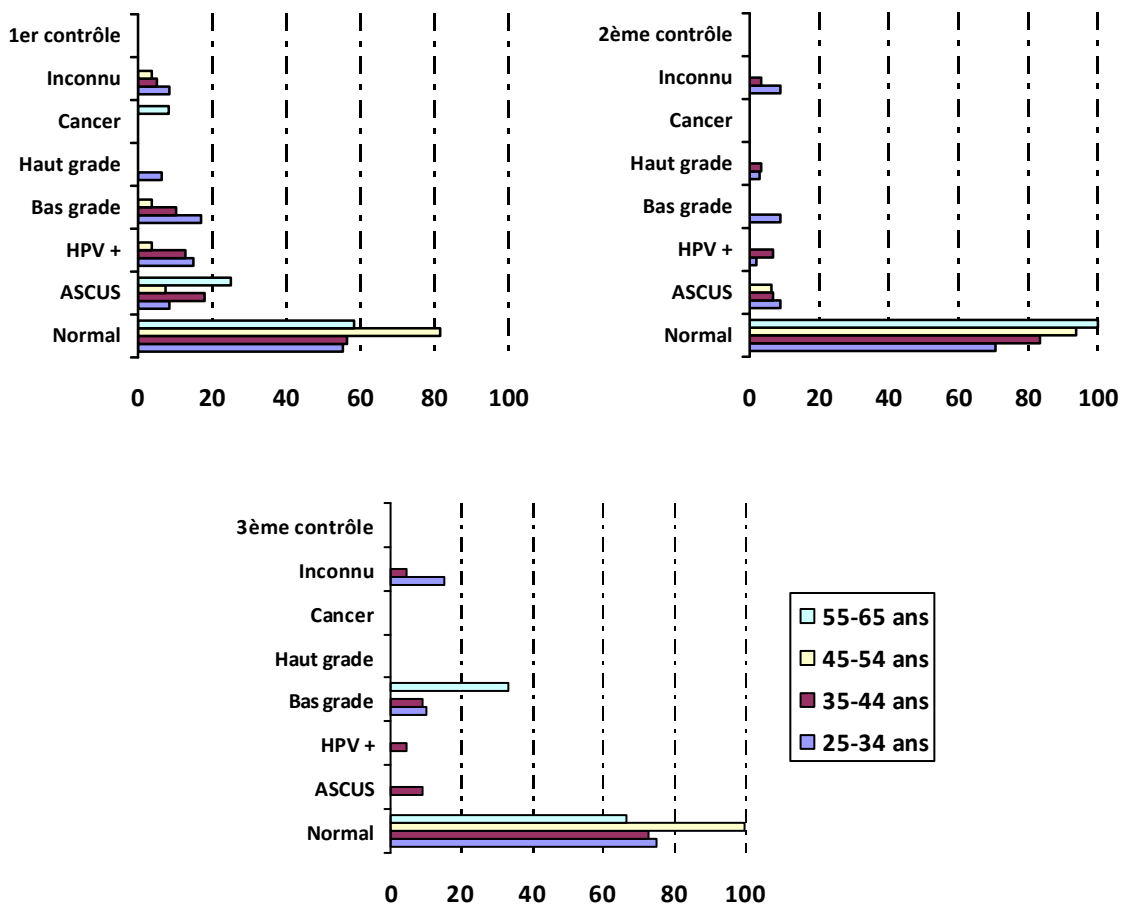 1er contrôle
Inconnu
Cancer
Haut grade
Bas grade
HPV +
ASCUS
Normal
0 20 40 60 80 100
2ème contrôle
Inconnu
Cancer
Haut grade
Bas grade
HPV +
ASCUS
Normal
0 20 40 60 80 100
3ème contrôle
Inconnu
Cancer
Haut grade
Bas grade
HPV +
ASCUS
Normal
0 20 40 60 80 100
55-65 ans
45-54 ans
35-44 ans
25-34 ans